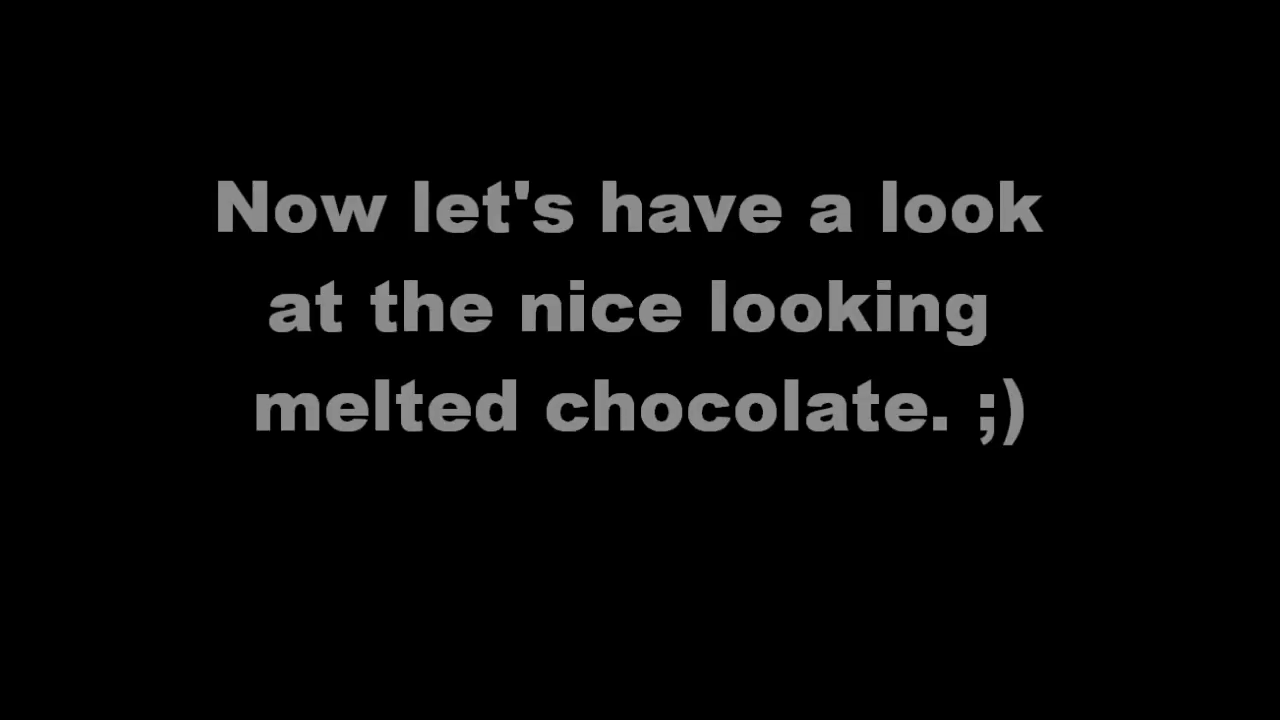 Now let's have a look
at the nice looking
melted chocolate. ;)